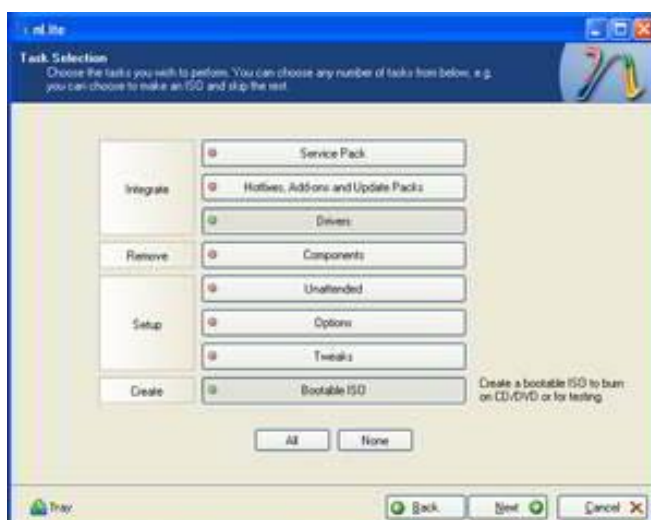 nLite
Task Selection
Choose the tasks you wish to perform. You can choose any number of tasks from below, e.g.
you can choose to make an ISO and skip the rest.
Integrate
Service Pack
Hotfixes, Add-ons and Update Packs
Drivers
Remove
Components
Setup
Unattended
Options
Tweaks
Create
Bootable ISO
Create a bootable ISO to burn
on CD/DVD or for testing.
All
None
Tray
Back
Next
Cancel